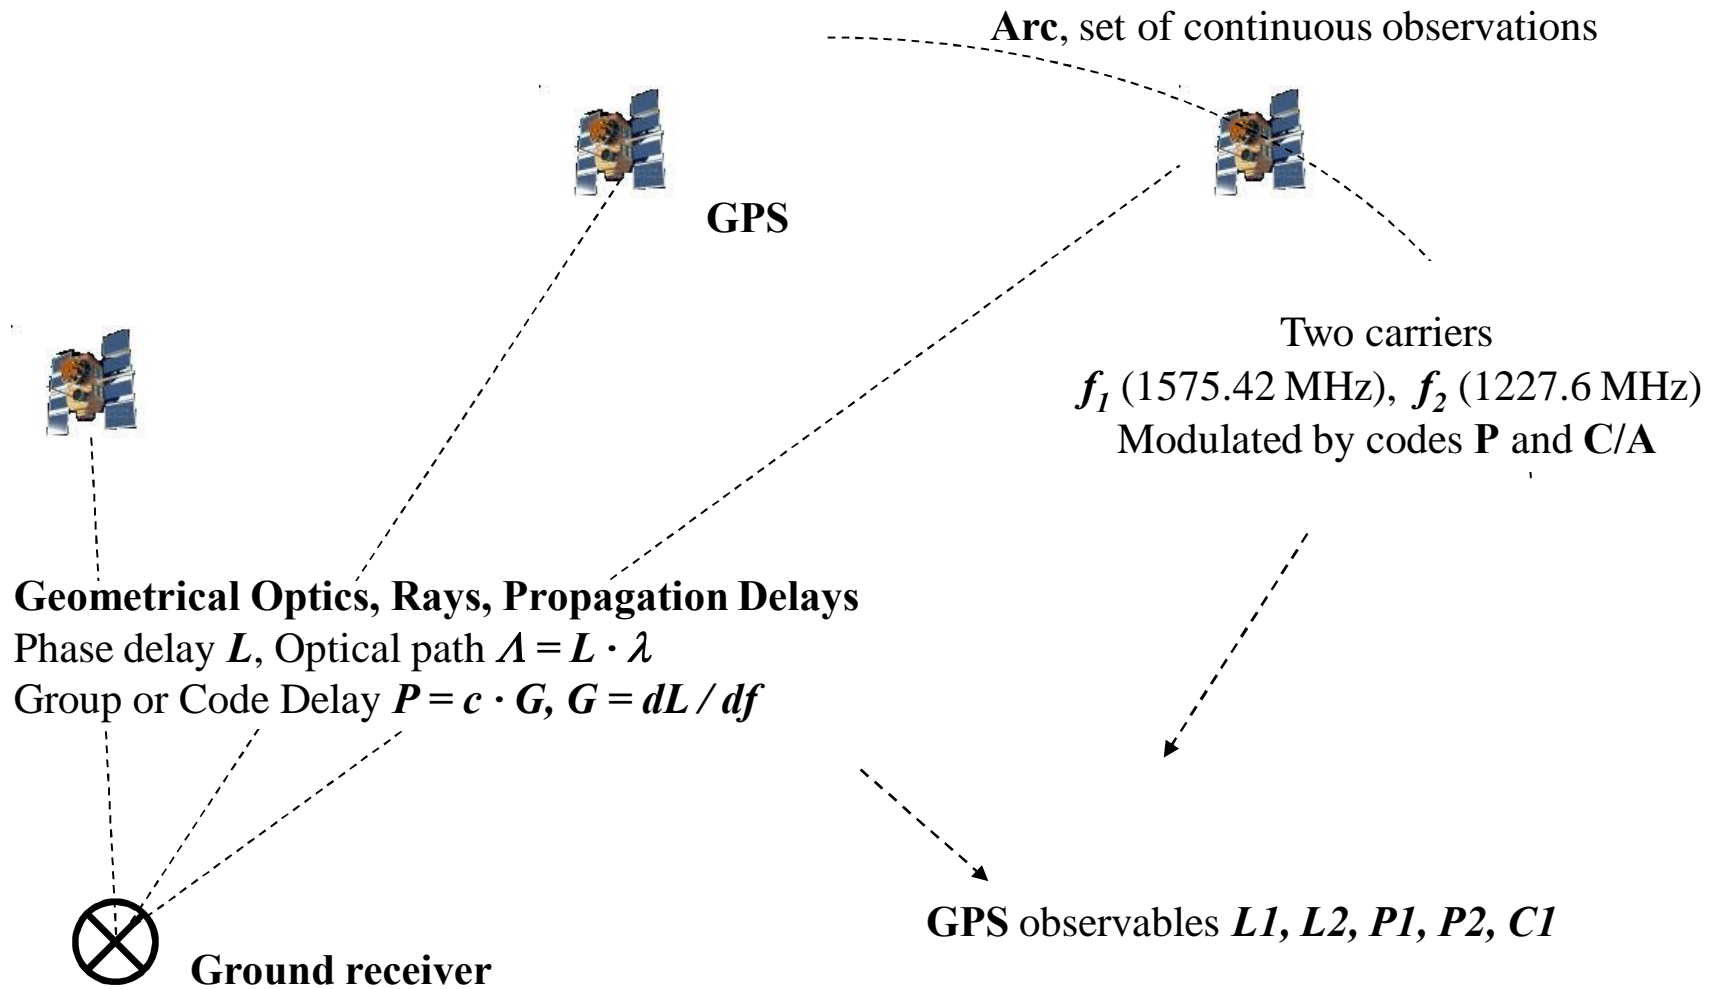 Arc, set of continuous observations
GPS
Two carriers
f1 (1575.42 MHz), f2 (1227.6 MHz)
Modulated by codes P and C/A
Geometrical Optics, Rays, Propagation Delays
Phase delay L, Optical path Λ = L · λ
Group or Code Delay P = c · G, G = dL / df
GPS observables L1, L2, P1, P2, C1
Ground receiver